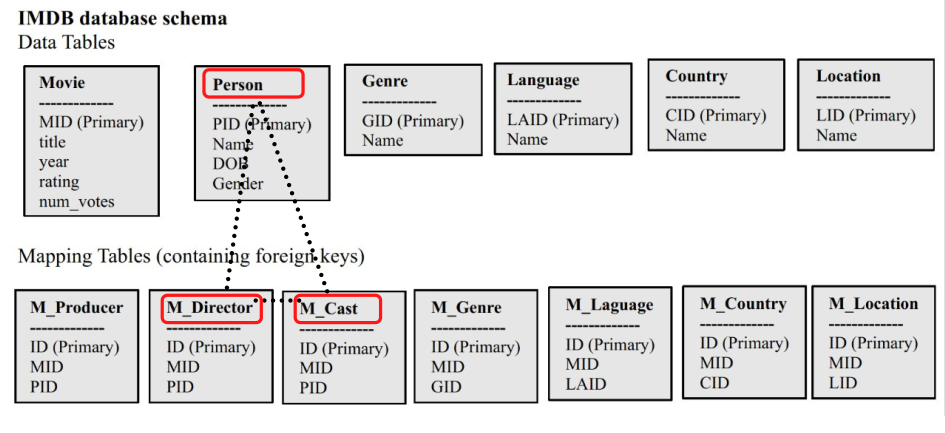 IMDB database schema
Data Tables
Movie
-------------
MID (Primary)
title
year
rating
num_votes
Person
-------------
PID (Primary)
Name
DOB
Gender
Genre
-------------
GID (Primary)
Name
Language
-------------
LAID (Primary)
Name
Country
-------------
CID (Primary)
Name
Location
-------------
LID (Primary)
Name
Mapping Tables (containing foreign keys)
M_Producer
-------------
ID (Primary)
MID
PID
M_Director
-------------
ID (Primary)
MID
PID
M_Cast
-------------
ID (Primary)
MID
PID
M_Genre
-------------
ID (Primary)
MID
GID
M_Laguage
-------------
ID (Primary)
MID
LAID
M_Country
-------------
ID (Primary)
MID
CID
M_Location
-------------
ID (Primary)
MID
LID